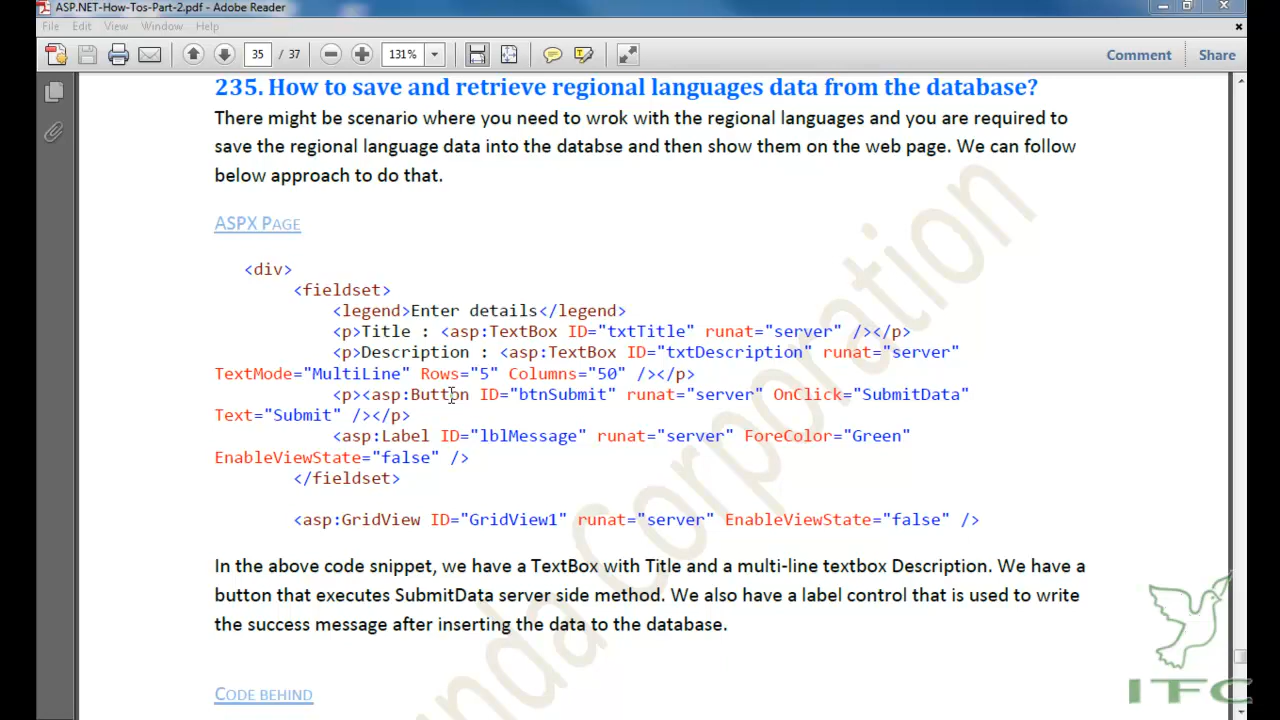 ASP.NET-How-Tos-Part-2.pdf - Adobe Reader
File Edit View Window Help
35 / 37 131% Comment Share
235. How to save and retrieve regional languages data from the database?
There might be scenario where you need to wrok with the regional languages and you are required to
save the regional language data into the databse and then show them on the web page. We can follow
below approach to do that.
ASPX PAGE
<div>
<fieldset>
<legend>Enter details</legend>
<p>Title : <asp:TextBox ID="txtTitle" runat="server" /></p>
<p>Description : <asp:TextBox ID="txtDescription" runat="server"
TextMode="MultiLine" Rows="5" Columns="50" /></p>
<p><asp:Button ID="btnSubmit" runat="server" OnClick="SubmitData"
Text="Submit" /></p>
<asp:Label ID="lblMessage" runat="server" ForeColor="Green"
EnableViewState="false" />
</fieldset>
<asp:GridView ID="GridView1" runat="server" EnableViewState="false" />
In the above code snippet, we have a TextBox with Title and a multi-line textbox Description. We have a
button that executes SubmitData server side method. We also have a label control that is used to write
the success message after inserting the data to the database.
CODE BEHIND
Corporation
ITFC